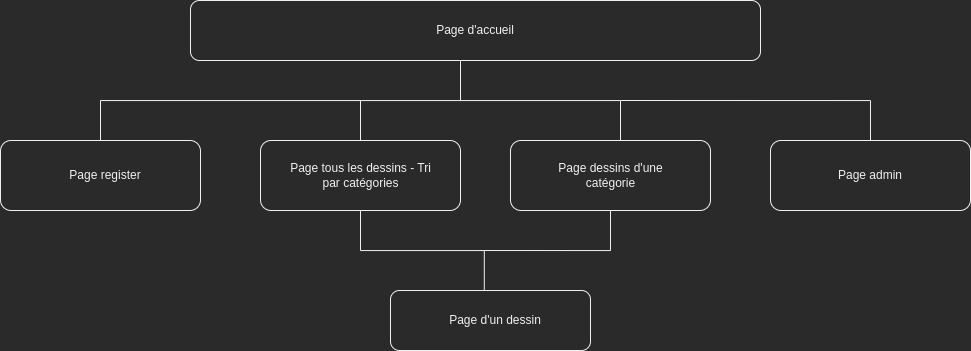 Page d'accueil
Page register
Page tous les dessins - Tri
par catégories
Page dessins d'une
catégorie
Page admin
Page d'un dessin